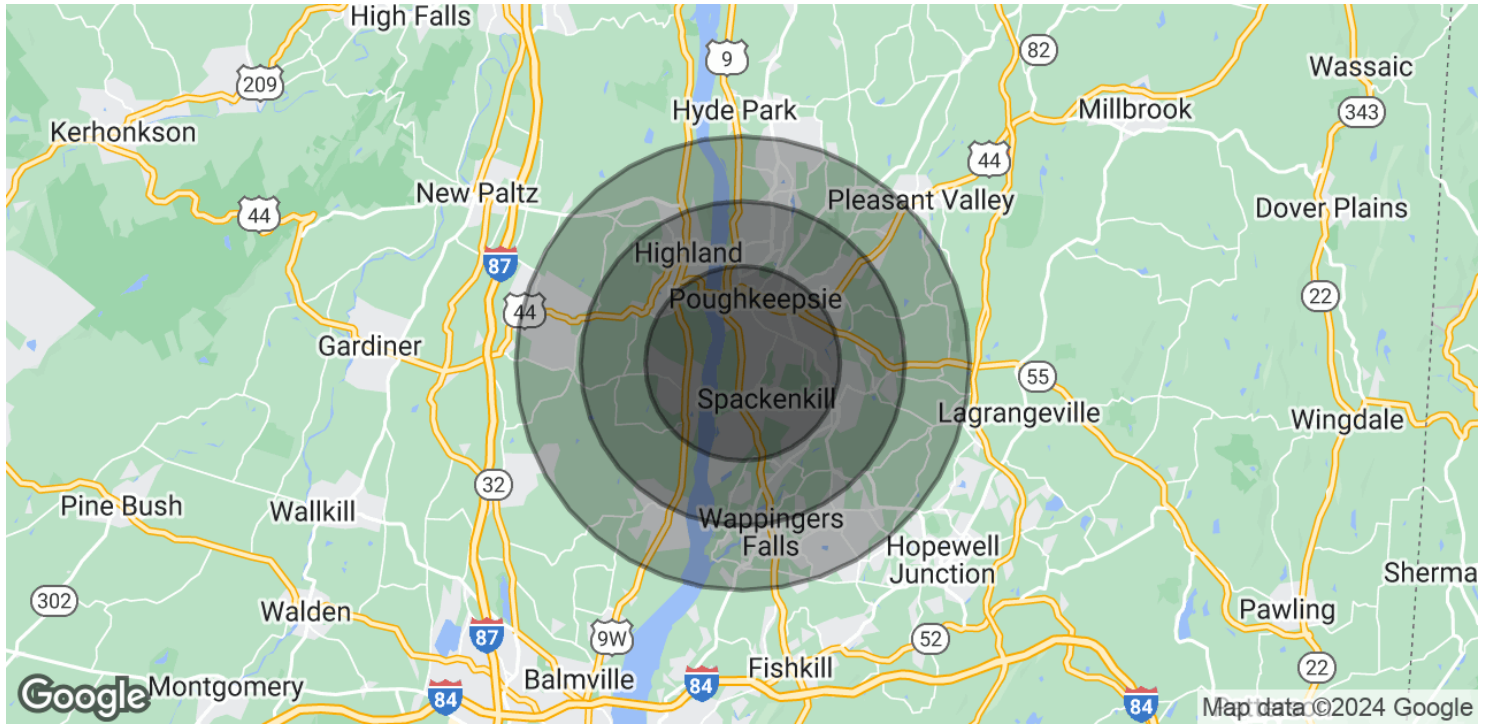 High Falls
9
82
Wassaic
209
Hyde Park
Millbrook
343
Kerhonkson
44
New Paltz
Pleasant Valley
44
Dover Plains
Highland
87
22
Poughkeepsie
44
Gardiner
55
Spackenkill
Lagrangeville
Wingdale
32
Pine Bush
Wallkill
Wappingers
Falls
Hopewell
Junction
Sherma
302
Walden
Pawling
87
9W
52
Fishkill
22
Balmville
84
Google
Montgomery
84
84
Map data ©2024 Google